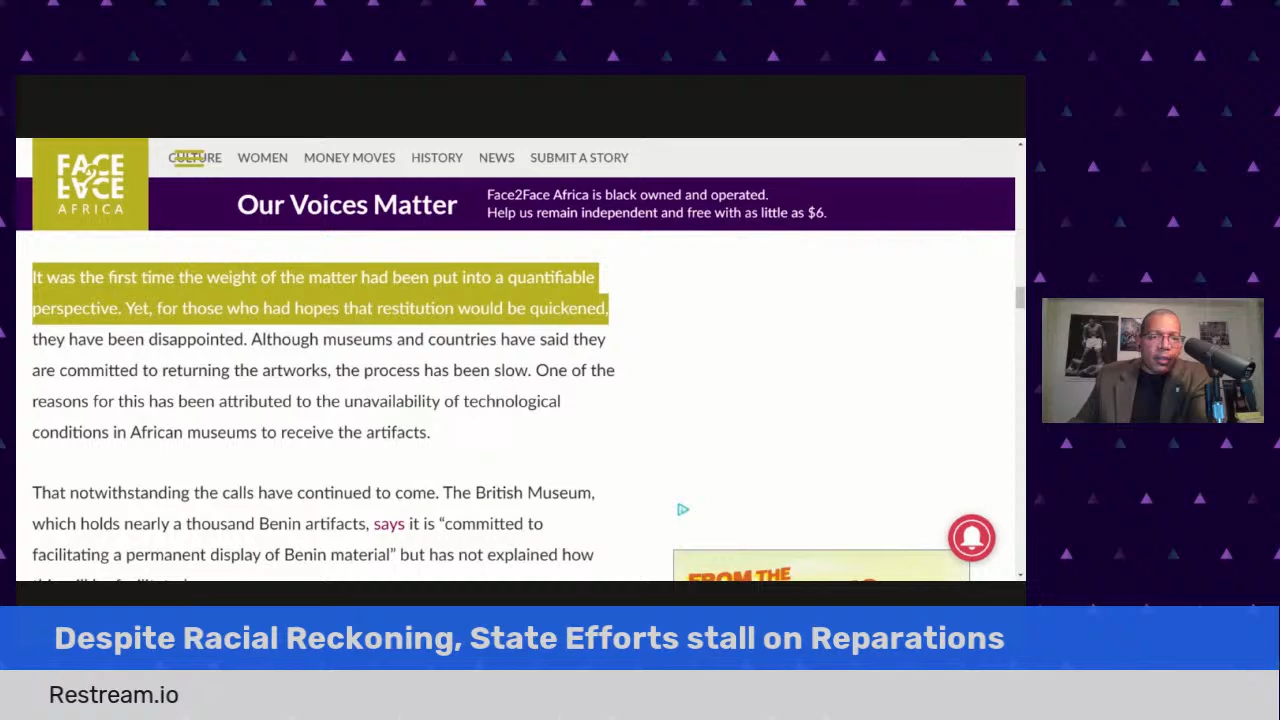 FACE
2
FACE
AFRICA
CULTURE WOMEN MONEY MOVES HISTORY NEWS SUBMIT A STORY
Our Voices Matter
Face2Face Africa is black owned and operated.
Help us remain independent and free with as little as $6.
It was the first time the weight of the matter had been put into a quantifiable
perspective. Yet, for those who had hopes that restitution would be quickened,
they have been disappointed. Although museums and countries have said they
are committed to returning the artworks, the process has been slow. One of the
reasons for this has been attributed to the unavailability of technological
conditions in African museums to receive the artifacts.
That notwithstanding the calls have continued to come. The British Museum,
which holds nearly a thousand Benin artifacts, says it is “committed to
facilitating a permanent display of Benin material” but has not explained how
FROM THE
Despite Racial Reckoning, State Efforts stall on Reparations
Restream.io